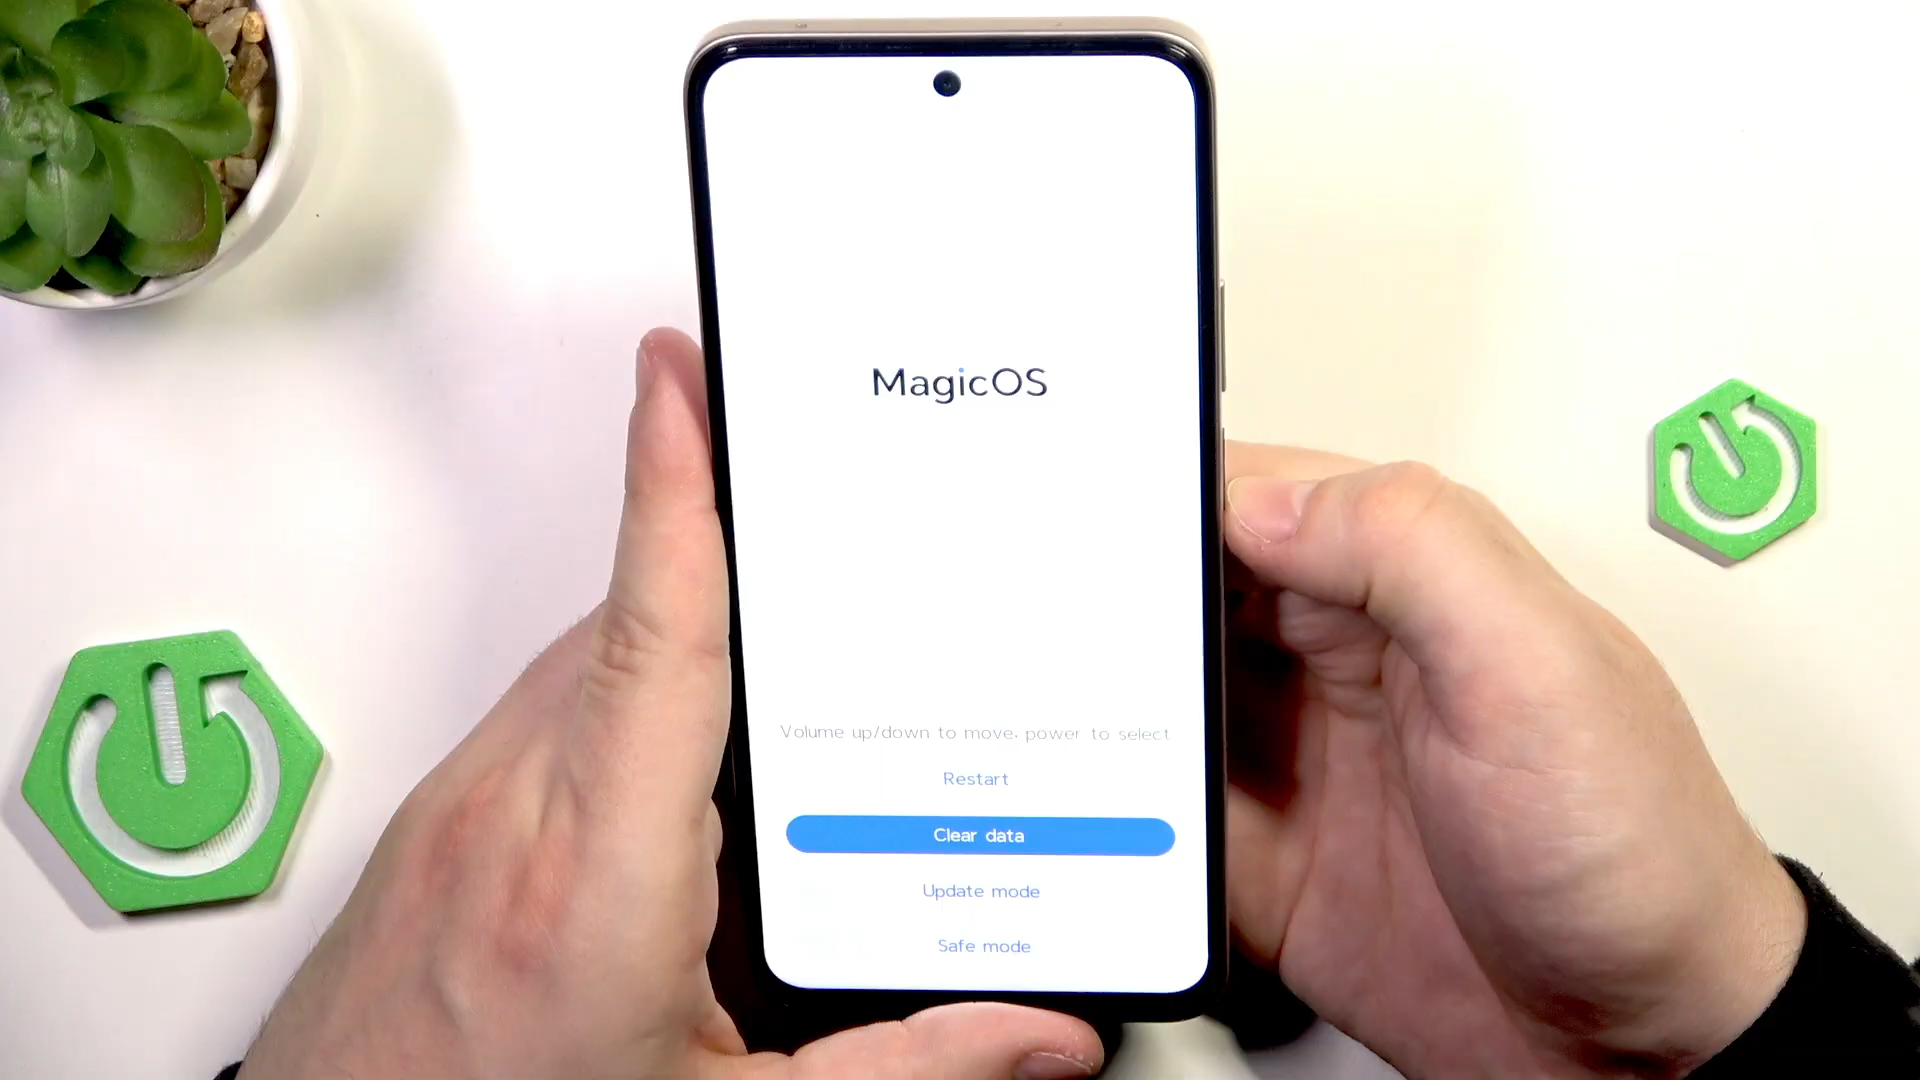 MagicOS
Volume up/down to move, power to select
Restart
Clear data
Update mode
Safe mode